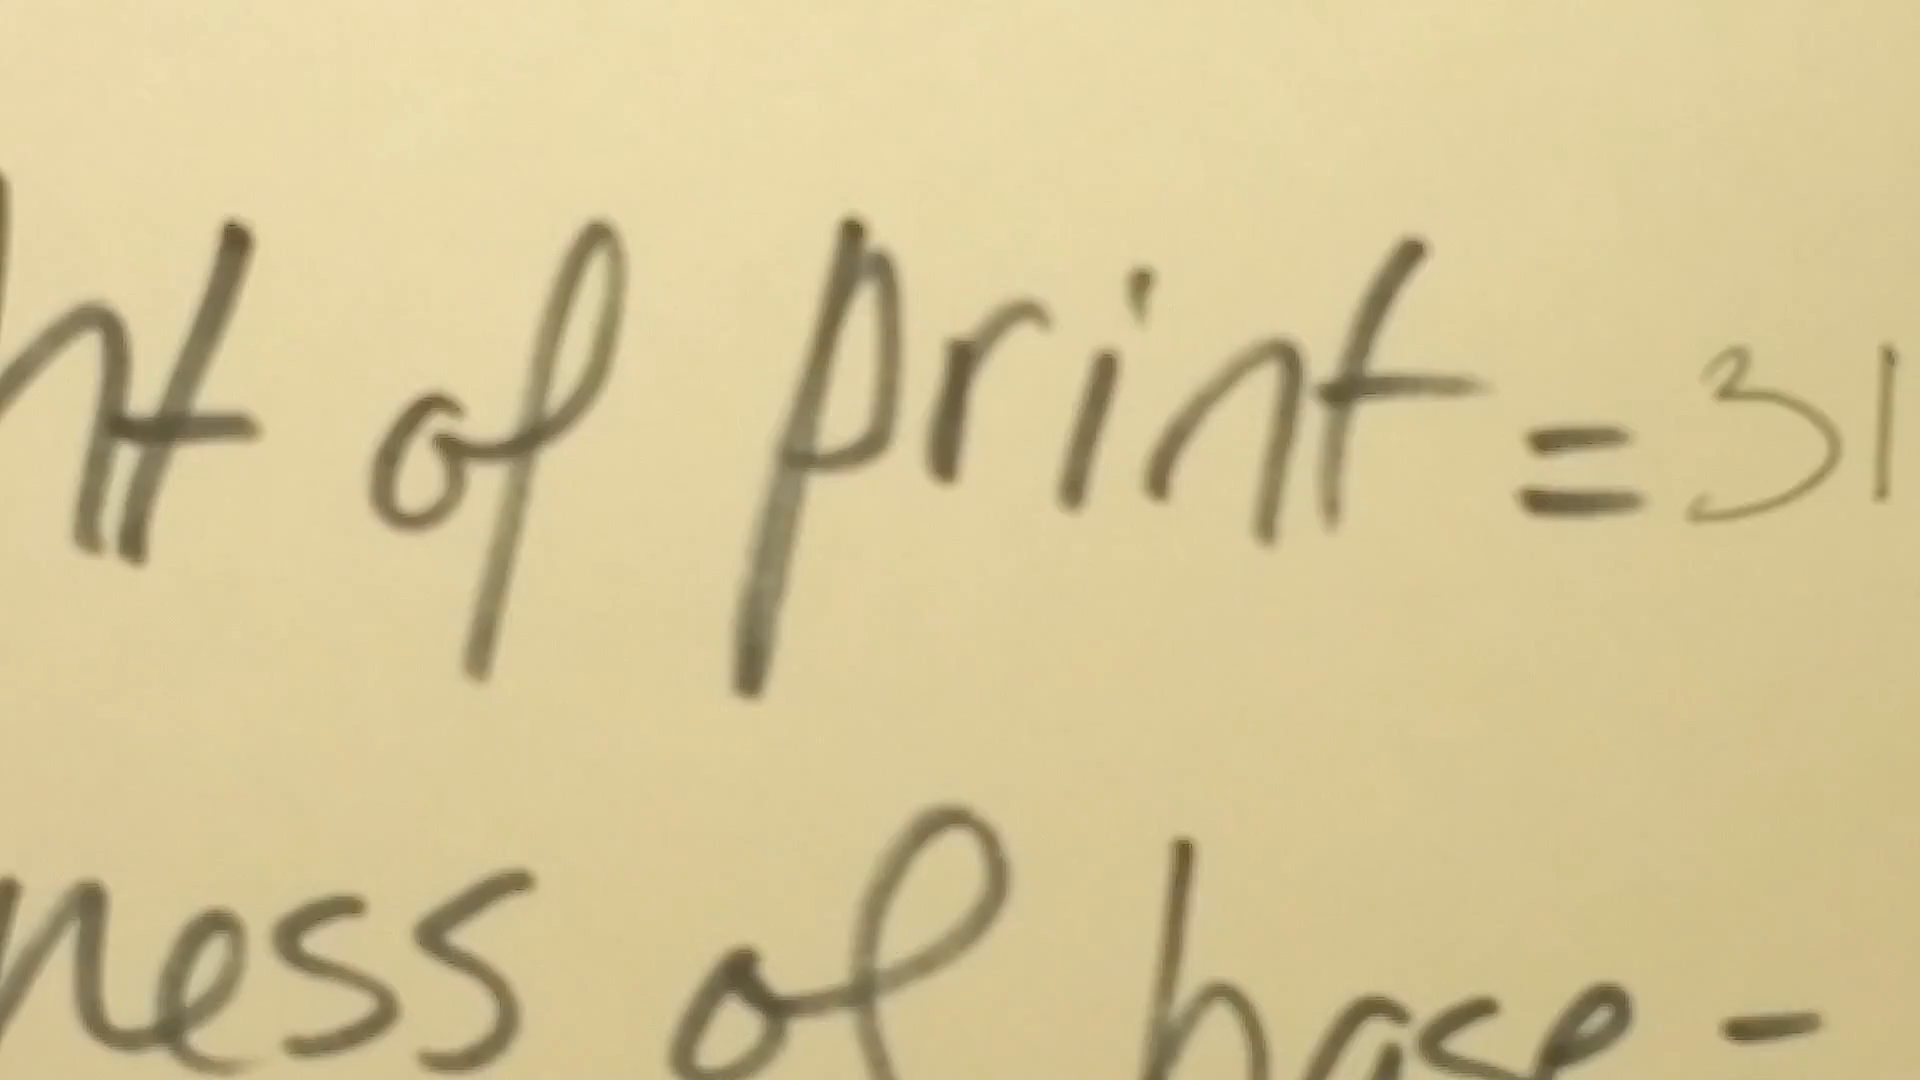 ht of print = 31
ness of base -